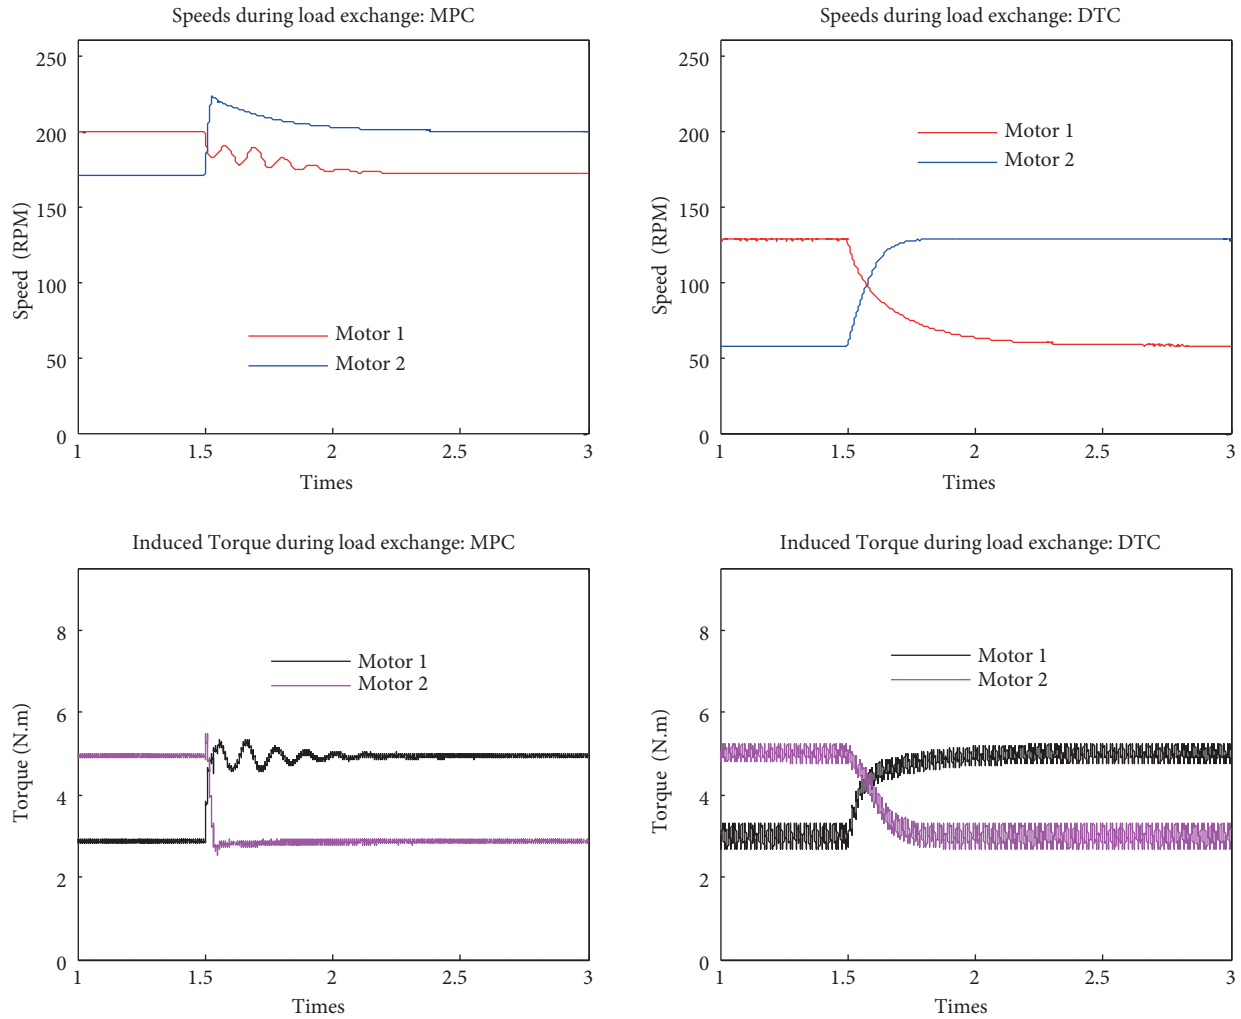 Speeds during load exchange: MPC
250
200
150
100
50
0
Speed (RPM)
Motor 1
Motor 2
1
1.5
2
2.5
3
Times
Speeds during load exchange: DTC
250
200
150
100
50
0
Speed (RPM)
Motor 1
Motor 2
1
1.5
2
2.5
3
Times
Induced Torque during load exchange: MPC
8
6
4
2
0
Torque (N.m)
Motor 1
Motor 2
1
1.5
2
2.5
3
Times
Induced Torque during load exchange: DTC
8
6
4
2
0
Torque (N.m)
Motor 1
Motor 2
1
1.5
2
2.5
3
Times